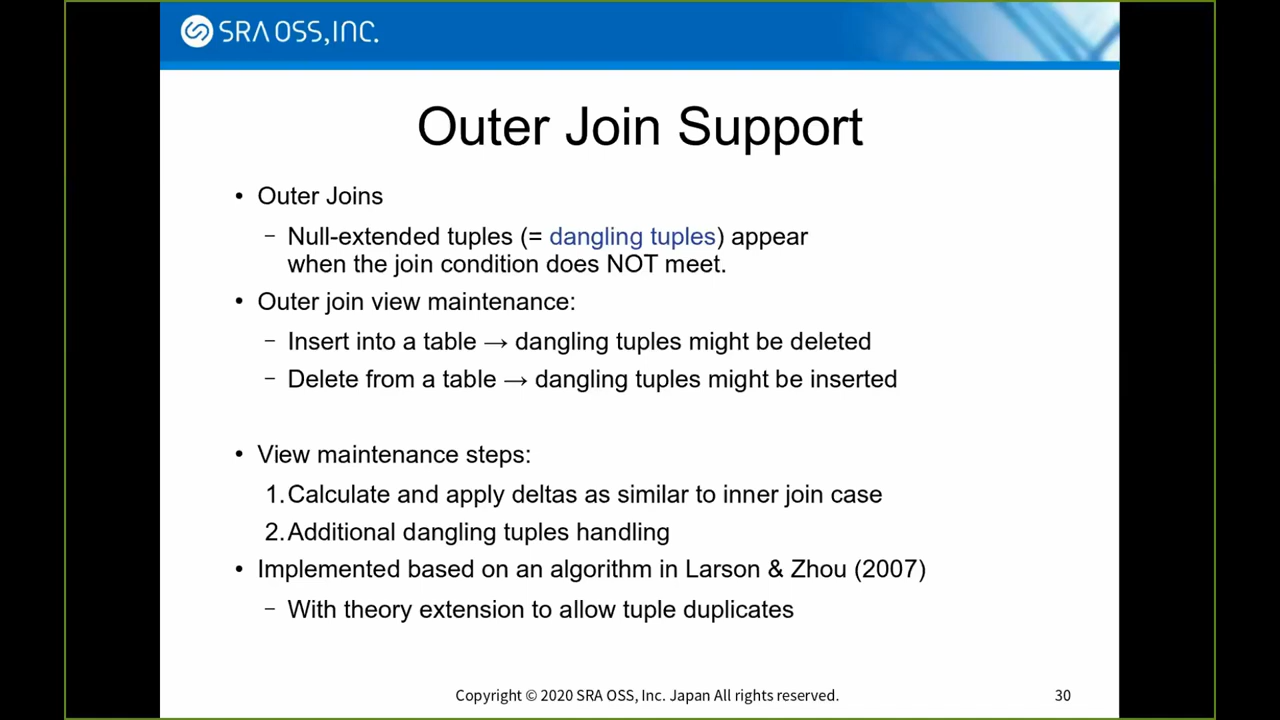 SRA OSS, INC.
Outer Join Support
• Outer Joins
– Null-extended tuples (= dangling tuples) appear
when the join condition does NOT meet.
• Outer join view maintenance:
– Insert into a table → dangling tuples might be deleted
– Delete from a table → dangling tuples might be inserted
• View maintenance steps:
1. Calculate and apply deltas as similar to inner join case
2. Additional dangling tuples handling
• Implemented based on an algorithm in Larson & Zhou (2007)
– With theory extension to allow tuple duplicates
Copyright © 2020 SRA OSS, Inc. Japan All rights reserved.
30